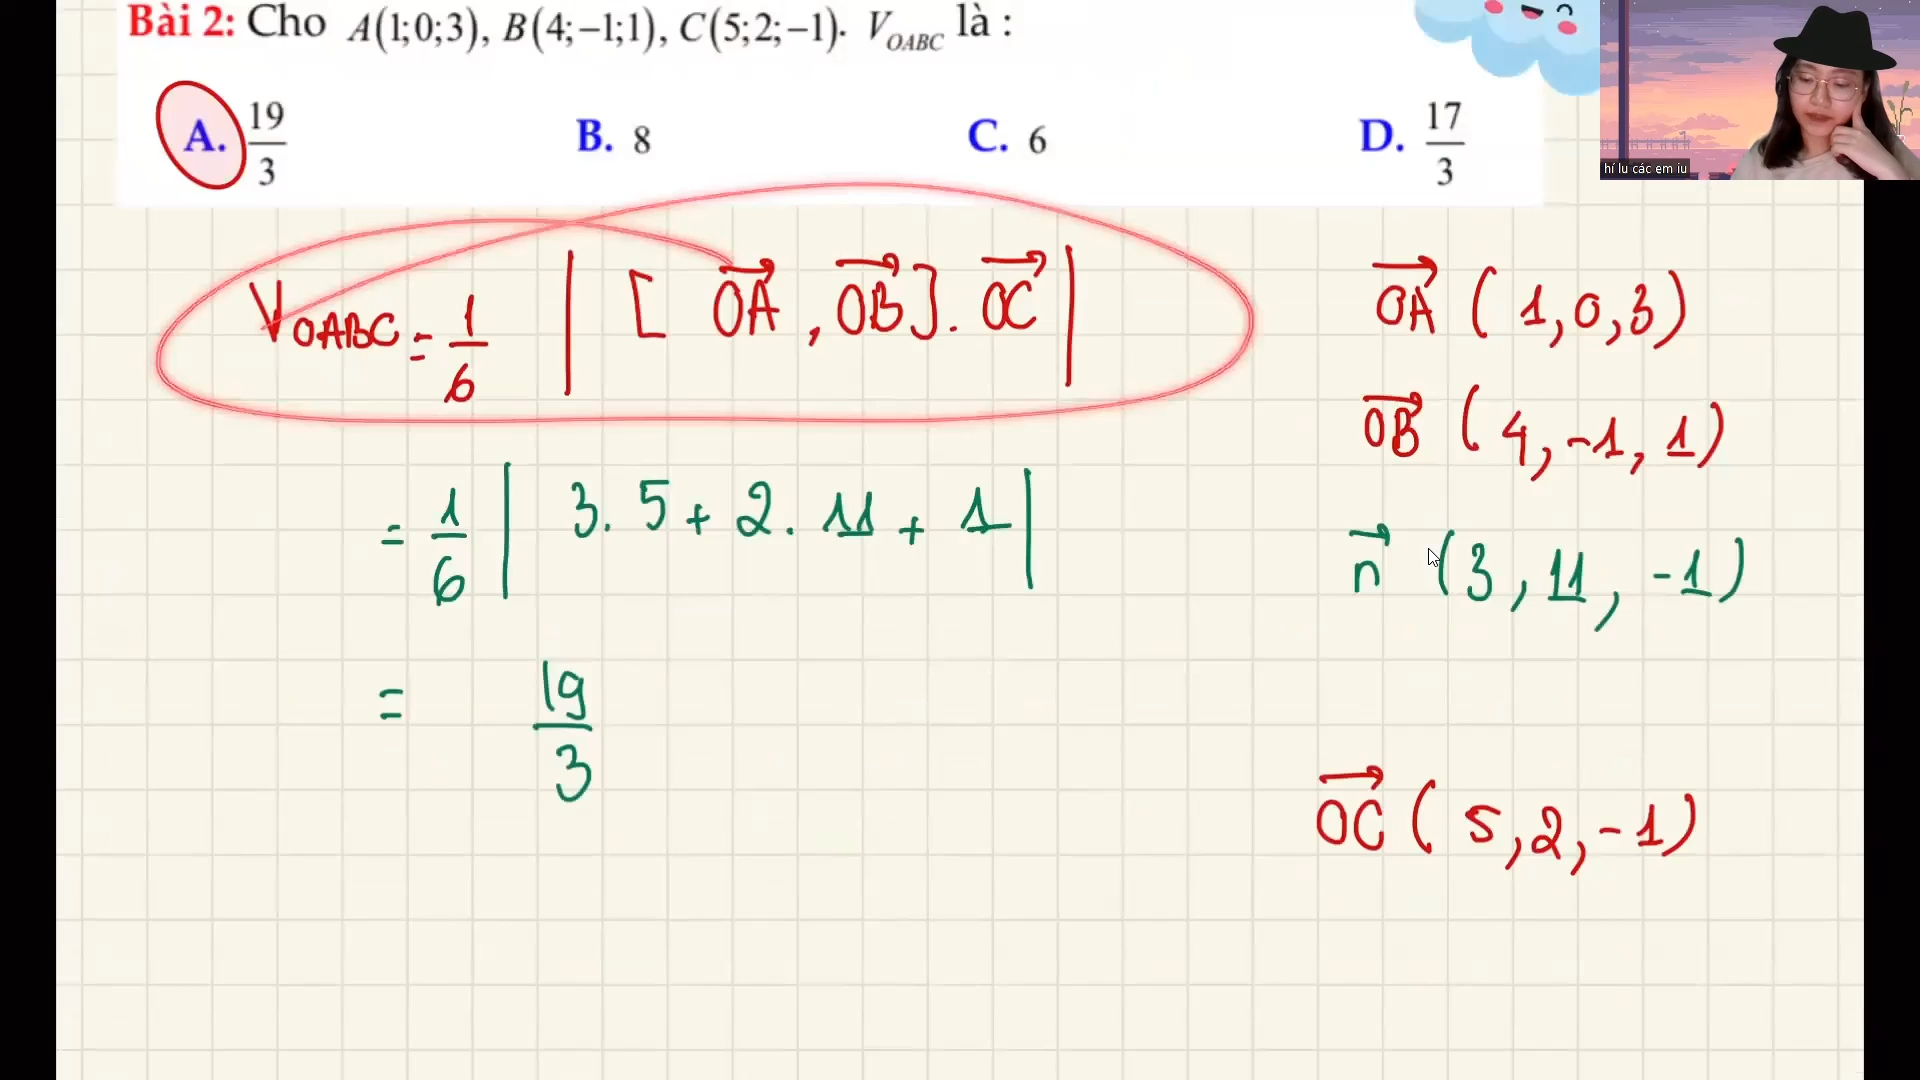 Bài 2: Cho A(1;0;3), B(4;−1;1), C(5;2;−1). V_OABC là :
A. 19/3 B. 8 C. 6 D. 17/3
hí lu các em iu
V_OABC = 1/6 | [ OA⃗ , OB⃗ ] . OC⃗ |
= 1/6 | 3. 5 + 2. 11 + 1 |
= 19/3
OA⃗ ( 1, 0, 3 )
OB⃗ ( 4, -1, 1 )
n⃗ ( 3, 11, -1 )
OC⃗ ( 5, 2, -1 )